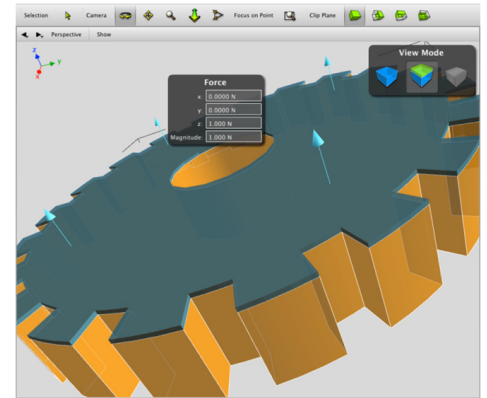 Selection Camera Focus on Point Clip Plane
Perspective Show
View Mode
z
y
x
Force
x: 0.0000 N
y: 0.0000 N
z: 1.000 N
Magnitude: 1.000 N